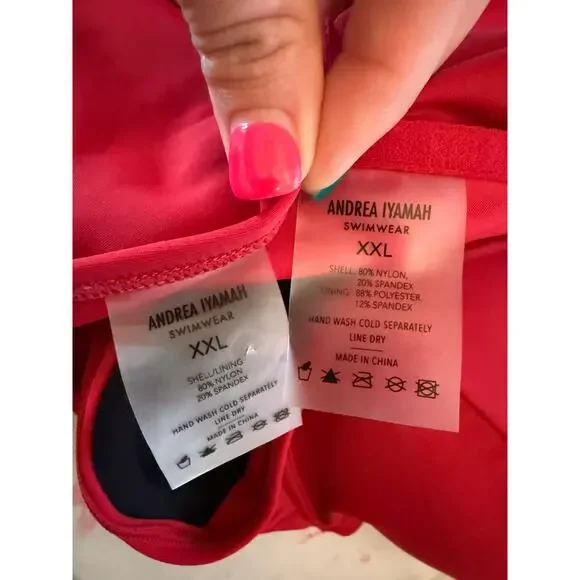 ANDREA IYAMAH
SWIMWEAR
XXL
SHELL/LINING:
80% NYLON
20% SPANDEX
HAND WASH COLD SEPARATELY
LINE DRY
MADE IN CHINA
ANDREA IYAMAH
SWIMWEAR
XXL
SHELL: 80% NYLON,
20% SPANDEX
LINING: 88% POLYESTER,
12% SPANDEX
HAND WASH COLD SEPARATELY
LINE DRY
MADE IN CHINA